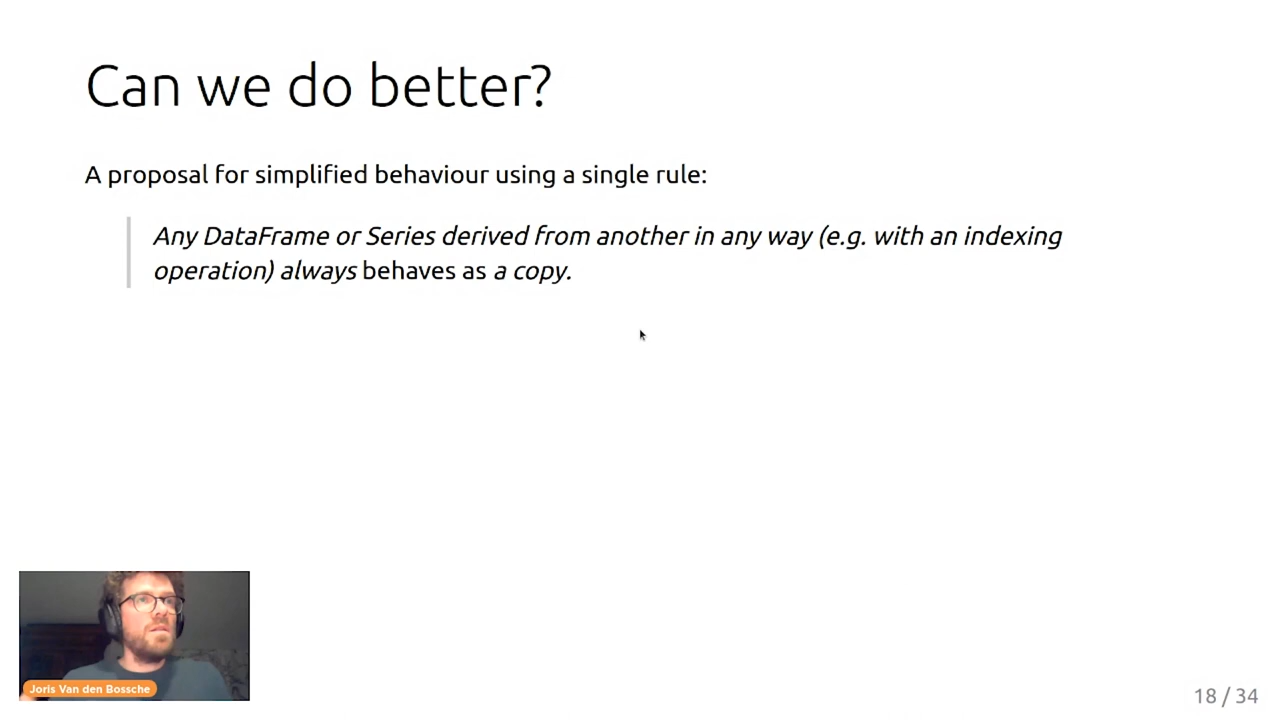 Can we do better?
A proposal for simplified behaviour using a single rule:
Any DataFrame or Series derived from another in any way (e.g. with an indexing
operation) always behaves as a copy.
Joris Van den Bossche
18 / 34